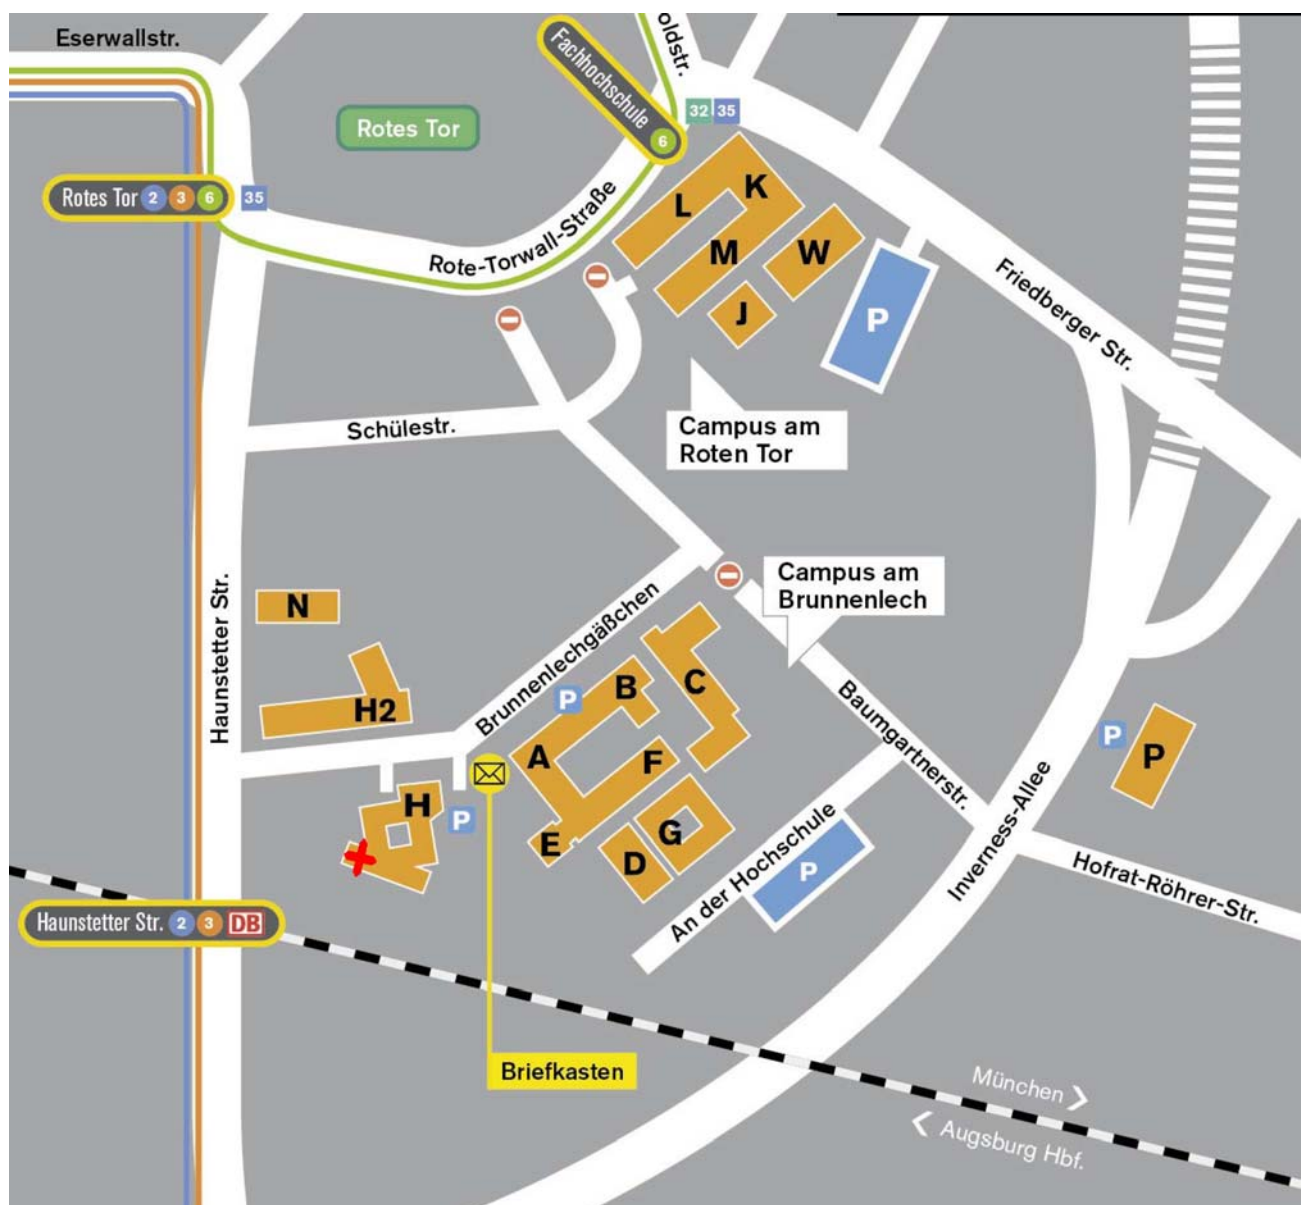 Eserwallstr.
oldstr.
Fachhochschule 6
32 35
Rotes Tor
Rotes Tor 2 3 6
35
Rote-Torwall-Straße
L
K
M
W
J
P
Friedberger Str.
Schülestr.
Campus am
Roten Tor
Haunstetter Str.
Campus am
Brunnenlech
N
Brunnenlechgäßchen
H2
P
B
C
Baumgartnerstr.
A
F
P
P
H
P
E
D
G
An der Hochschule
P
Inverness-Allee
Hofrat-Röhrer-Str.
Haunstetter Str. 2 3 DB
Briefkasten
München
Augsburg Hbf.